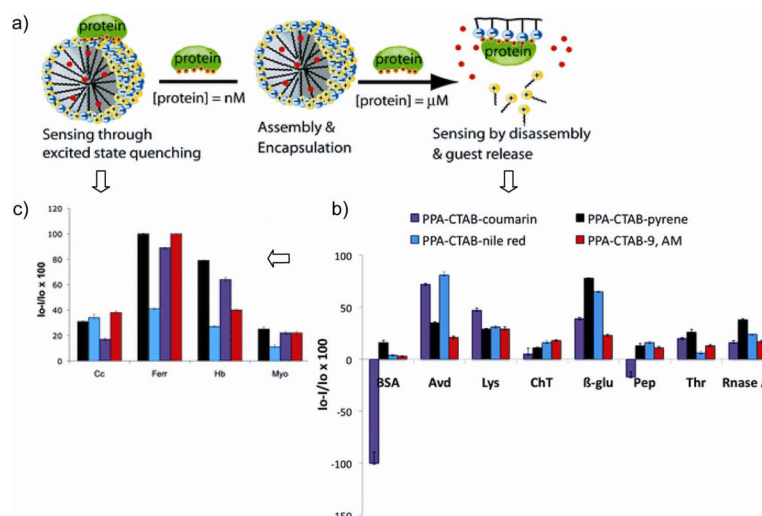 a)
protein
protein
[protein] = nM
Sensing through
excited state quenching
Assembly &
Encapsulation
protein
[protein] = μM
protein
Sensing by disassembly
& guest release
c)
Io-I/Io x 100
120
100
80
60
40
20
0
Cc Ferr Hb Myo
b)
PPA-CTAB-coumarin PPA-CTAB-pyrene
PPA-CTAB-nile red PPA-CTAB-9, AM
Io-I/Io x 100
100
50
0
-50
-100
-150
BSA Avd Lys ChT ß-glu Pep Thr Rnase